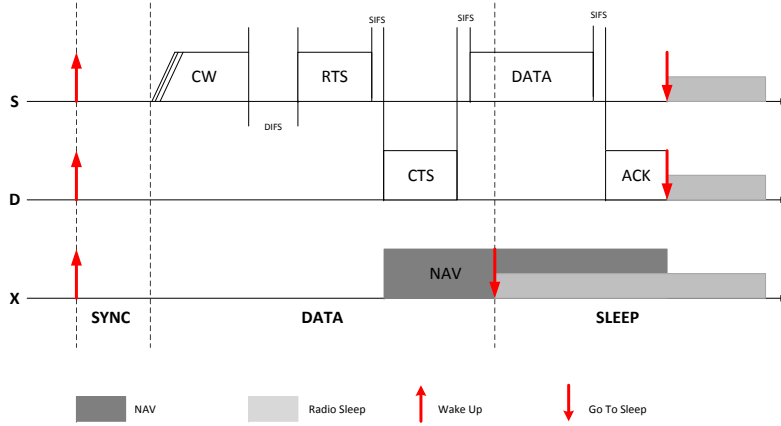 SIFS
SIFS
SIFS
S
CW
RTS
DATA
DIFS
D
CTS
ACK
X
NAV
SYNC
DATA
SLEEP
NAV
Radio Sleep
Wake Up
Go To Sleep